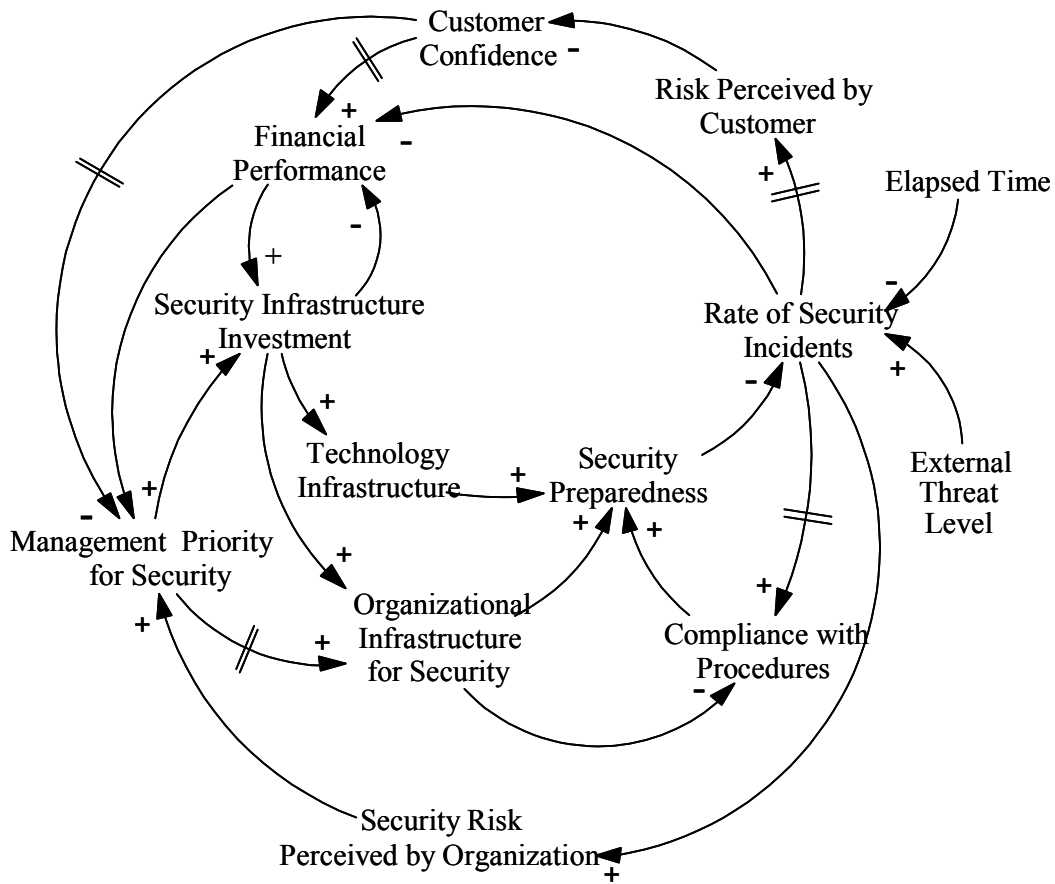 Customer
Confidence -
+
Financial
Performance
-
Risk Perceived by
Customer
+
Elapsed Time
-
-
+
Security Infrastructure
Investment
+
Rate of Security
Incidents
-
+
+
Technology
Infrastructure
+
Security
Preparedness
+
+
External
Threat
Level
+
-
Management Priority
for Security
+
+
+
Organizational
Infrastructure
for Security
+
Compliance with
Procedures
-
+
Security Risk
Perceived by Organization
+